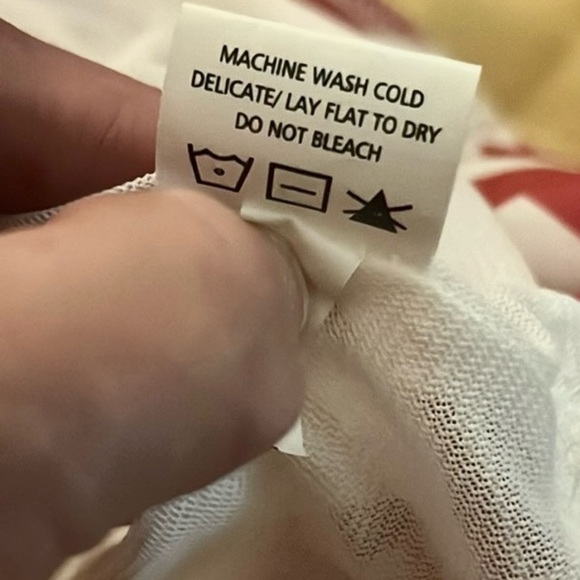 MACHINE WASH COLD
DELICATE/ LAY FLAT TO DRY
DO NOT BLEACH